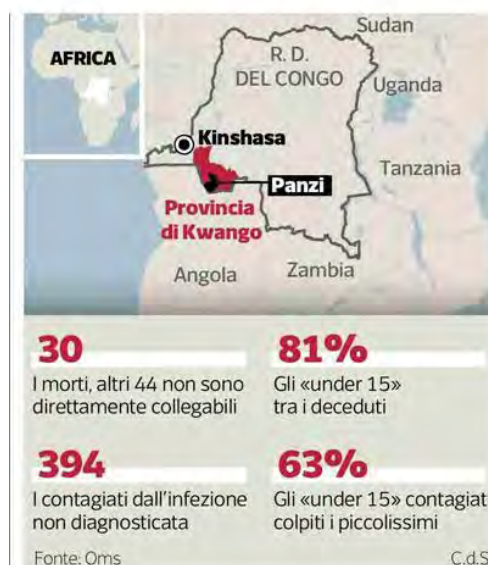 AFRICA
Sudan
R. D.
DEL CONGO
Uganda
Kinshasa
Tanzania
Panzi
Provincia
di Kwango
Angola
Zambia
30
I morti, altri 44 non sono
direttamente collegabili
81%
Gli «under 15»
tra i deceduti
394
I contagiati dall'infezione
non diagnosticata
63%
Gli «under 15» contagiat
colpiti i piccolissimi
Fonte: Oms
C.d.S